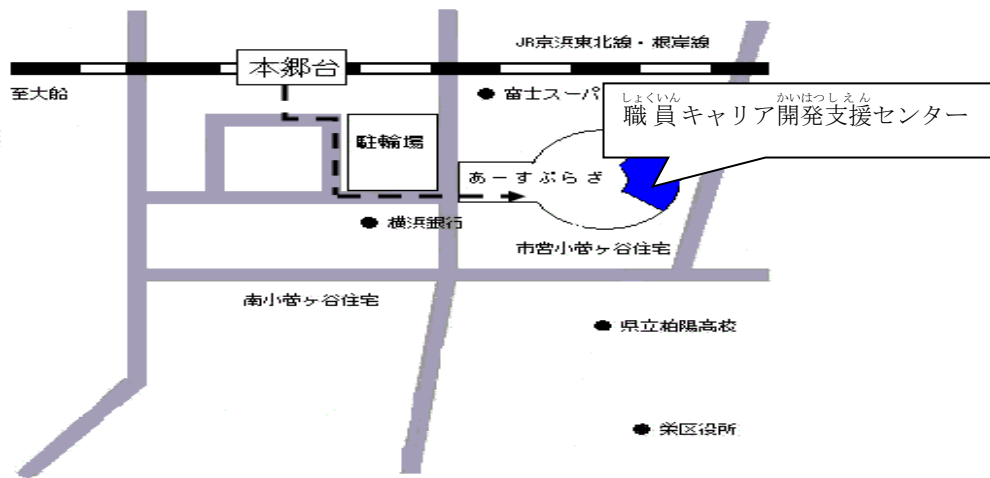 JR京浜東北線・根岸線
本郷台
至大船
富士スーパ
しょくいん かいはつしえん
職員キャリア開発支援センター
駐輪場
あーすぷらざ
横浜銀行
市営小菅ヶ谷住宅
南小菅ヶ谷住宅
県立柏陽高校
栄区役所